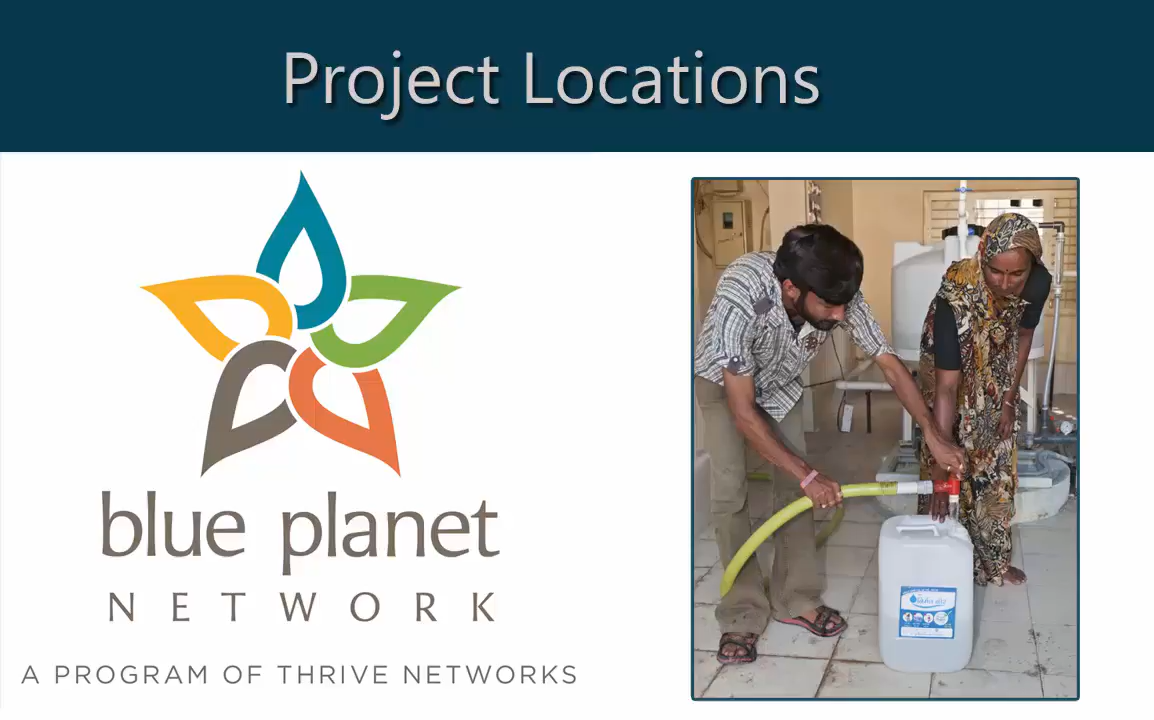 Project Locations
blue planet
NETWORK
A PROGRAM OF THRIVE NETWORKS